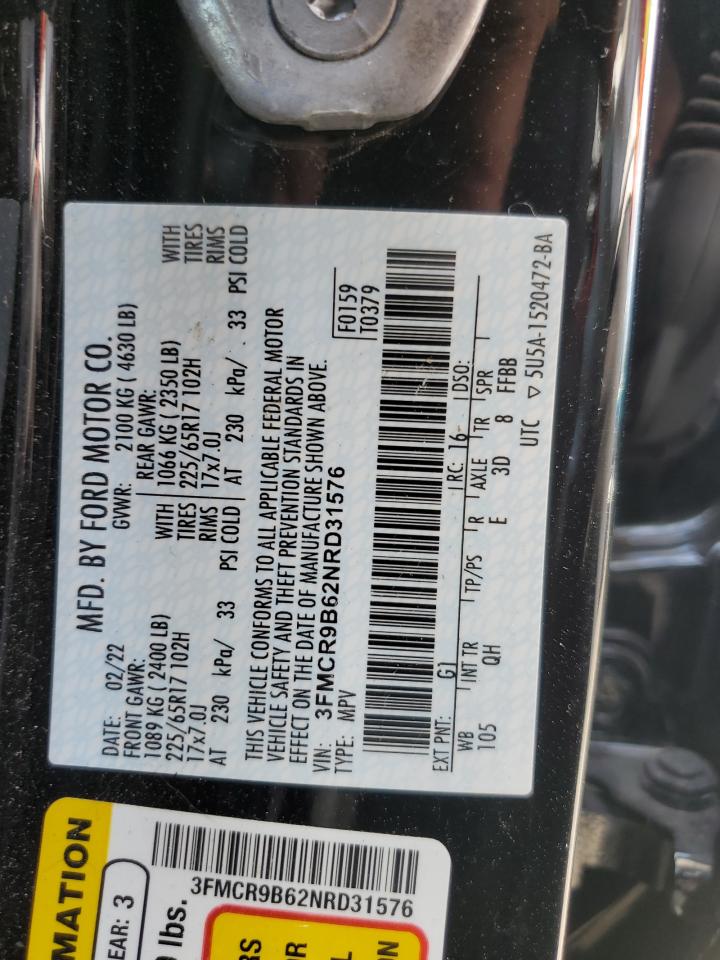 MFD. BY FORD MOTOR CO.
DATE: 02/22 GVWR: 2100 KG ( 4630 LB)
FRONT GAWR: REAR GAWR:
1089 KG ( 2400 LB) WITH 1066 KG ( 2350 LB) WITH
225/65R17 102H TIRES 225/65R17 102H TIRES
17x7.0J RIMS 17x7.0J RIMS
AT 230 kPa/ 33 PSI COLD AT 230 kPa/ . 33 PSI COLD
THIS VEHICLE CONFORMS TO ALL APPLICABLE FEDERAL MOTOR
VEHICLE SAFETY AND THEFT PREVENTION STANDARDS IN
EFFECT ON THE DATE OF MANUFACTURE SHOWN ABOVE.
VIN: 3FMCR9B62NRD31576
TYPE: MPV
F0159
T0379
EXT PNT: G1 RC: 16 DSO:
WB INT TR TP/PS R AXLE TR SPR
105 QH E 3D 8 FFBB
UTC ▽ 5U5A-1520472-BA
MATION
EAR: 3
lbs.
3FMCR9B62NRD31576
RS
OR
L
ON